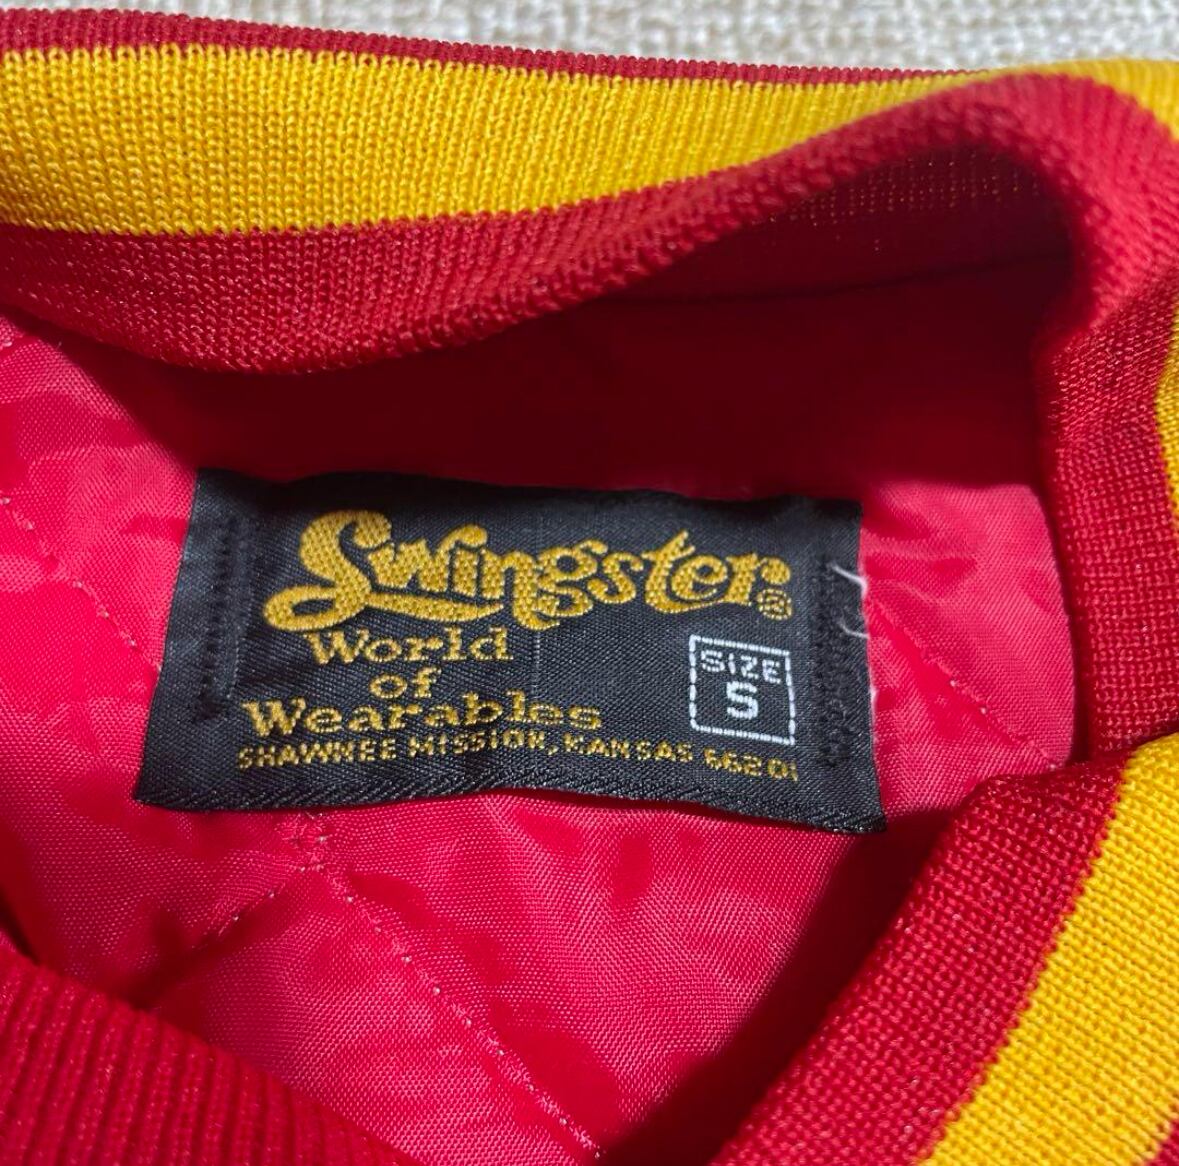 Swingster®
World
of
Wearables
SHAWNEE MISSION, KANSAS 66201
SIZE
S